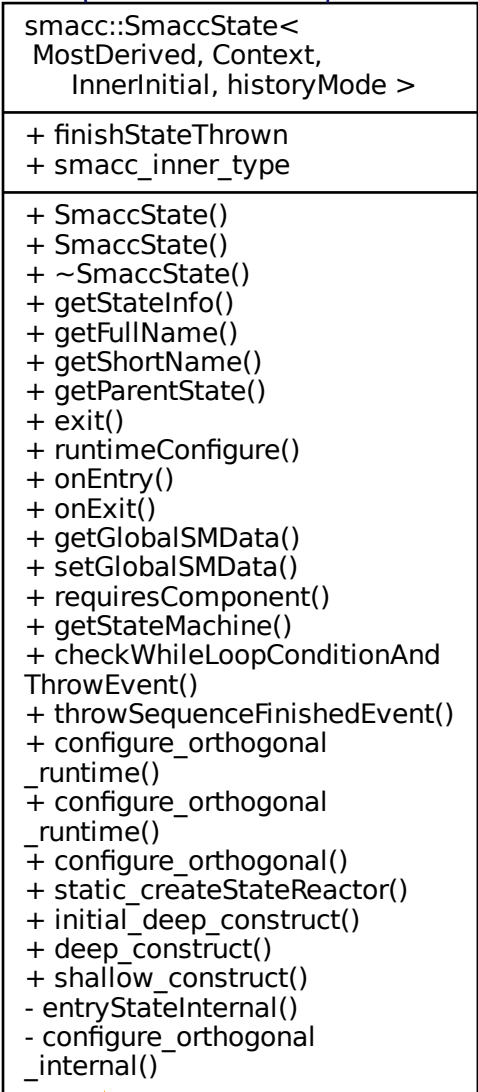 smacc::SmaccState<
MostDerived, Context,
InnerInitial, historyMode >
+ finishStateThrown
+ smacc_inner_type
+ SmaccState()
+ SmaccState()
+ ~SmaccState()
+ getStateInfo()
+ getFullName()
+ getShortName()
+ getParentState()
+ exit()
+ runtimeConfigure()
+ onEntry()
+ onExit()
+ getGlobalSMData()
+ setGlobalSMData()
+ requiresComponent()
+ getStateMachine()
+ checkWhileLoopConditionAnd
ThrowEvent()
+ throwSequenceFinishedEvent()
+ configure_orthogonal
_runtime()
+ configure_orthogonal
_runtime()
+ configure_orthogonal()
+ static_createStateReactor()
+ initial_deep_construct()
+ deep_construct()
+ shallow_construct()
- entryStateInternal()
- configure_orthogonal
_internal()